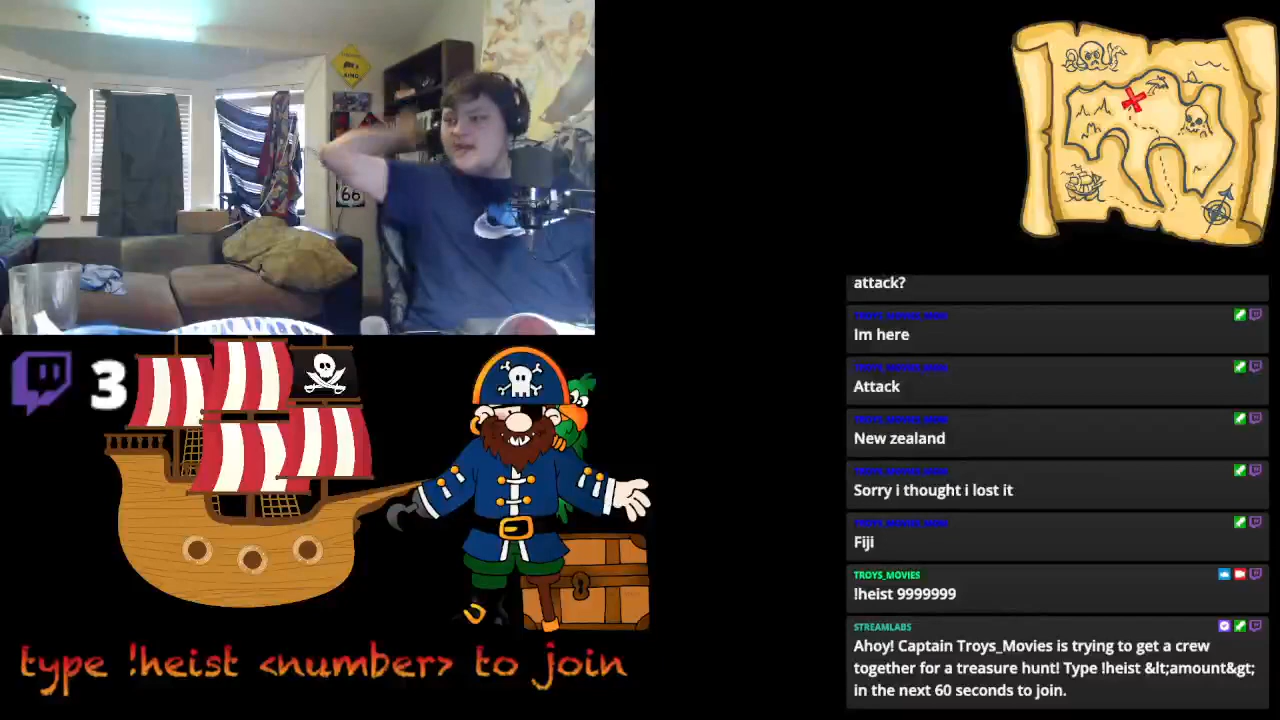 66
3
type !heist <number> to join
attack?
Im here
Attack
New zealand
Sorry i thought i lost it
Fiji
TROYS_MOVIES
!heist 9999999
STREAMLABS
Ahoy! Captain Troys_Movies is trying to get a crew
together for a treasure hunt! Type !heist &lt;amount&gt;
in the next 60 seconds to join.